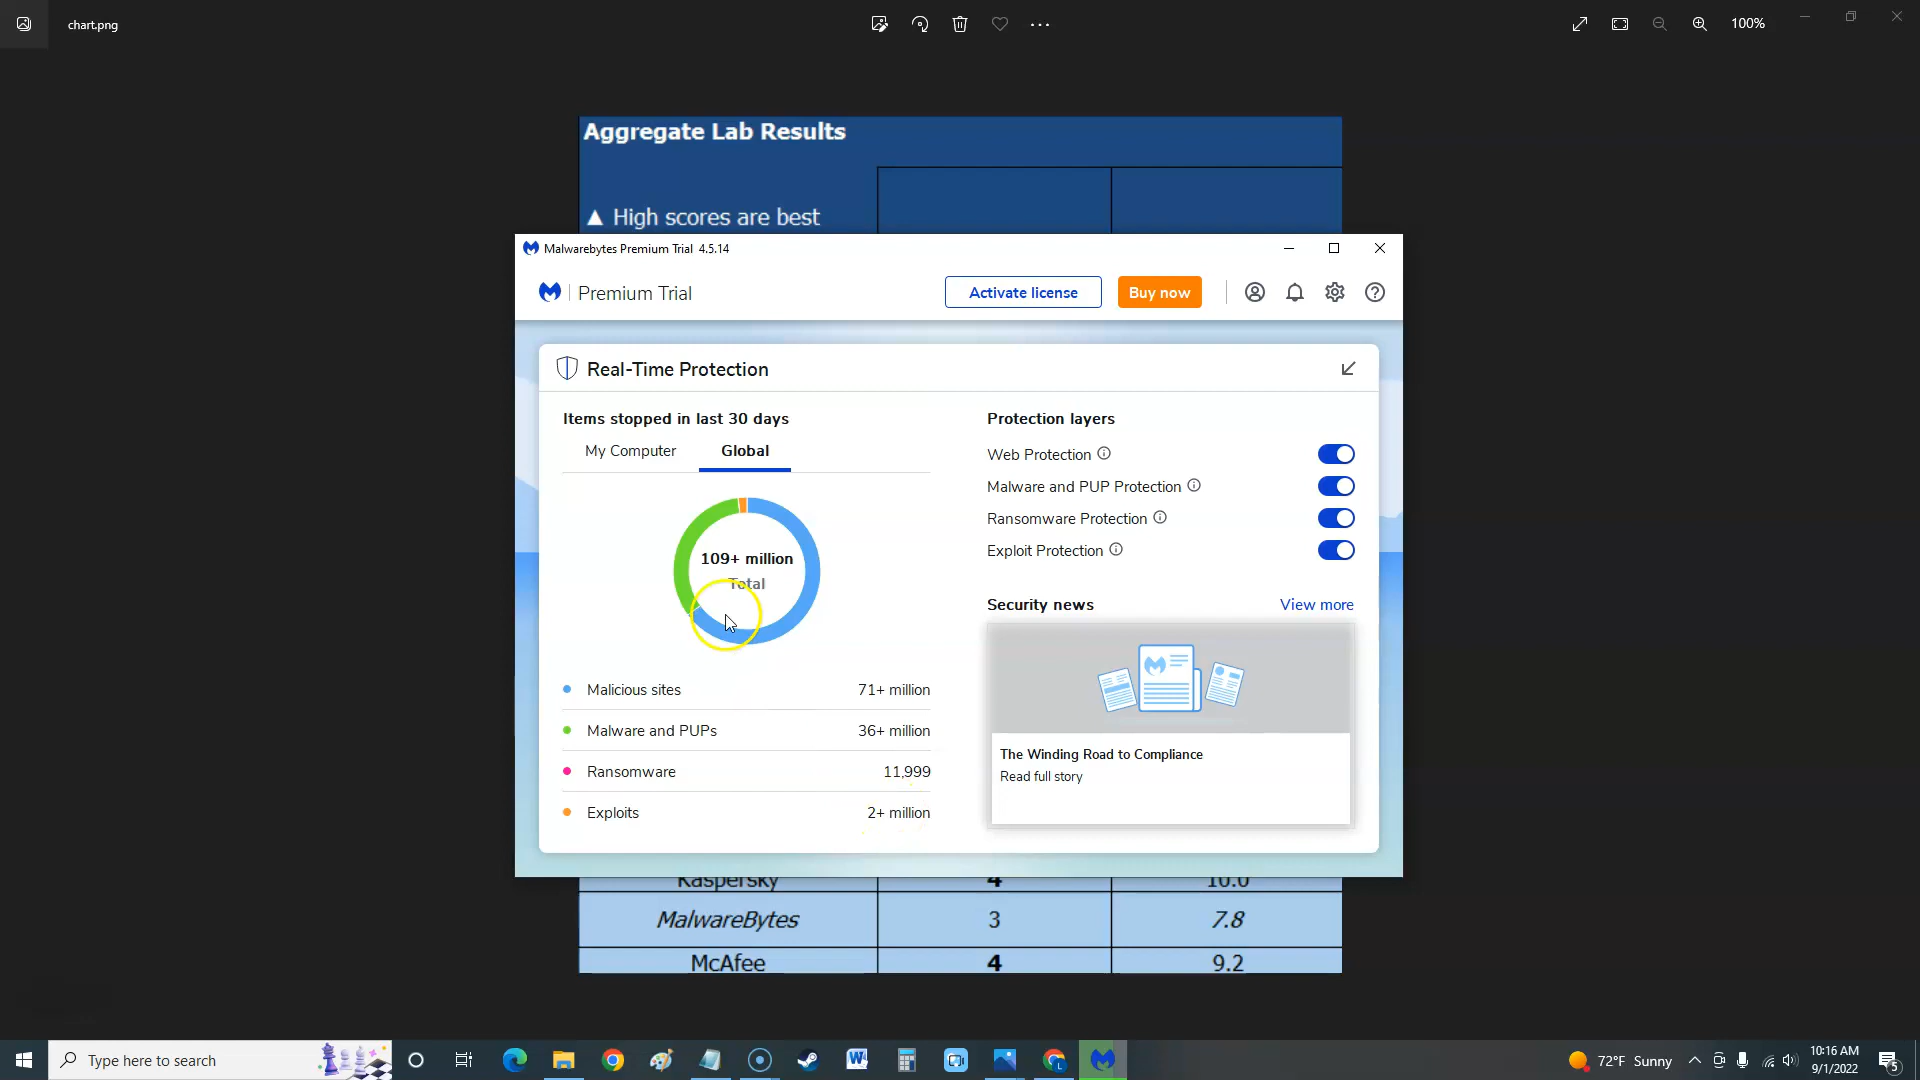 chart.png
100%
Aggregate Lab Results
▲ High scores are best
Malwarebytes Premium Trial 4.5.14
Premium Trial
Activate license
Buy now
Real-Time Protection
Items stopped in last 30 days
My Computer
Global
109+ million
Total
Malicious sites 71+ million
Malware and PUPs 36+ million
Ransomware 11,999
Exploits 2+ million
Protection layers
Web Protection
Malware and PUP Protection
Ransomware Protection
Exploit Protection
Security news
View more
The Winding Road to Compliance
Read full story
Kaspersky 4 10.0
MalwareBytes 3 7.8
McAfee 4 9.2
Type here to search
72°F Sunny
10:16 AM
9/1/2022
5